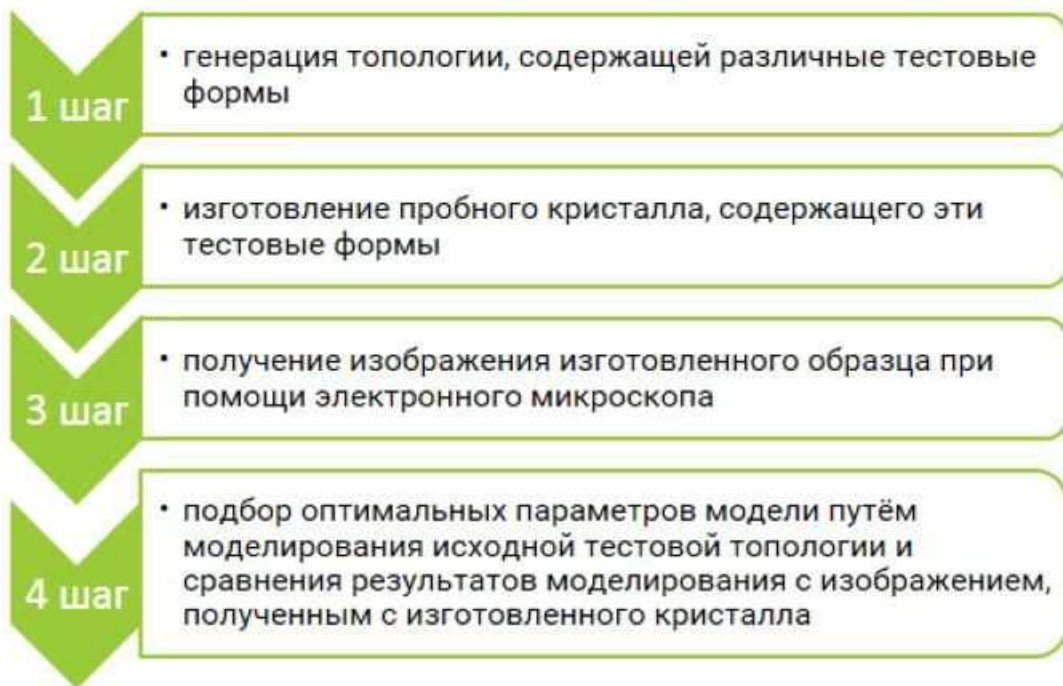 1 шаг
• генерация топологии, содержащей различные тестовые
формы
2 шаг
• изготовление пробного кристалла, содержащего эти
тестовые формы
3 шаг
• получение изображения изготовленного образца при
помощи электронного микроскопа
4 шаг
• подбор оптимальных параметров модели путём
моделирования исходной тестовой топологии и
сравнения результатов моделирования с изображением,
полученным с изготовленного кристалла